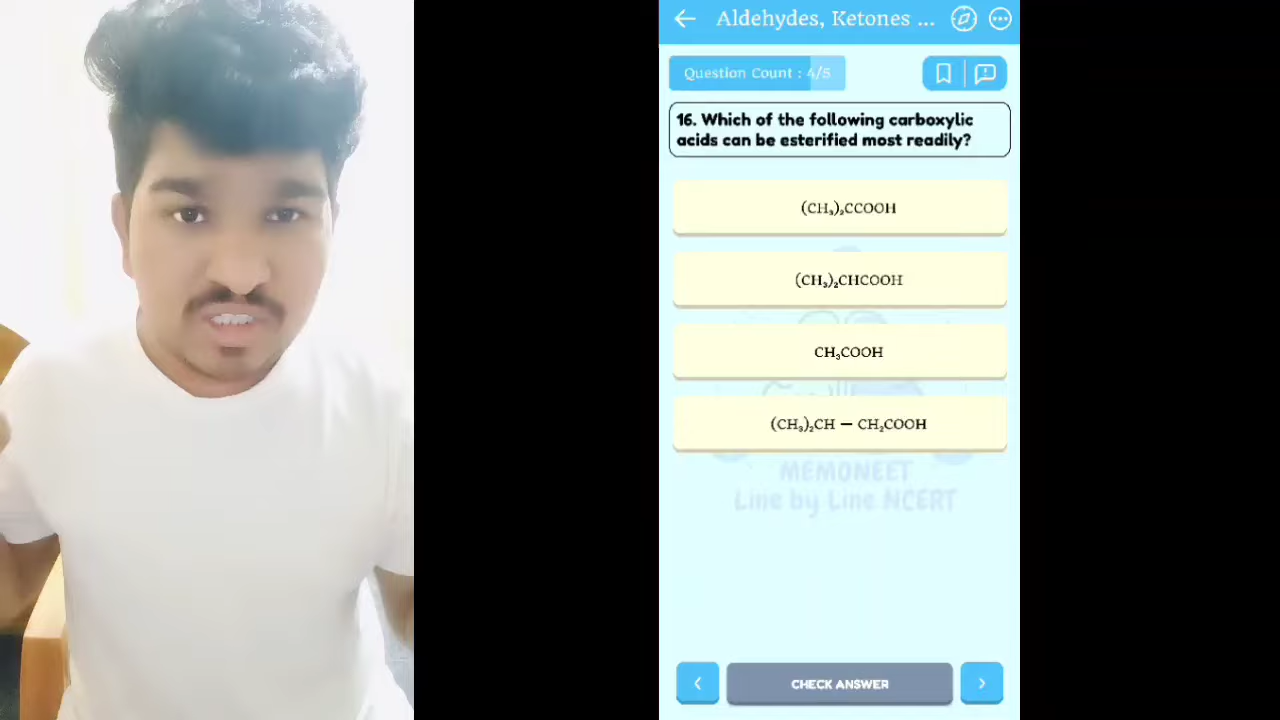 Aldehydes, Ketones ...
Question Count : 4/5
16. Which of the following carboxylic
acids can be esterified most readily?
(CH₃)₃CCOOH
(CH₃)₂CHCOOH
CH₃COOH
(CH₃)₂CH — CH₂COOH
MEMONEET
Line by Line NCERT
CHECK ANSWER